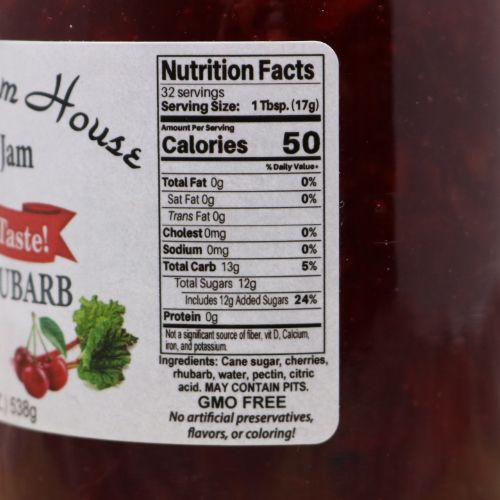 House
Jam
Taste!
Nutrition Facts
32 servings
Serving Size: 1 Tbsp. (17g)
Amount Per Serving
Calories 50
% Daily Value*
Total Fat 0g 0%
Sat Fat 0g 0%
Trans Fat 0g
Cholest 0mg 0%
Sodium 0mg 0%
Total Carb 13g 5%
Total Sugars 12g
Includes 12g Added Sugars 24%
Protein 0g
Not a significant source of fiber, vit D, Calcium,
iron, and potassium.
Ingredients: Cane sugar, cherries,
rhubarb, water, pectin, citric
acid. MAY CONTAIN PITS.
GMO FREE
No artificial preservatives,
flavors, or coloring!
UBARB
538g